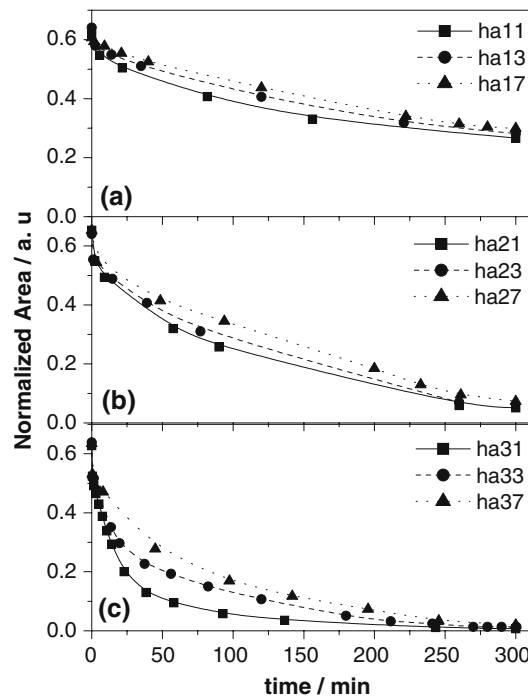 0.6
0.4
0.2
0.0
(a)
ha11
ha13
ha17
0.6
0.4
0.2
0.0
(b)
ha21
ha23
ha27
0.6
0.4
0.2
0.0
(c)
ha31
ha33
ha37
Normalized Area / a. u
0 50 100 150 200 250 300
time / min